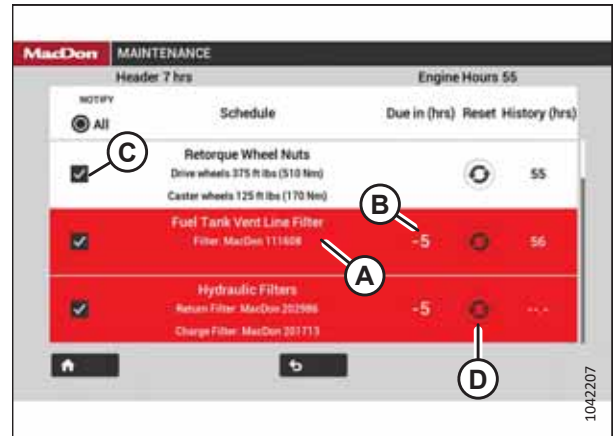 MacDon MAINTENANCE
Header 7 hrs Engine Hours 55
NOTIFY
All
Schedule Due in (hrs) Reset History (hrs)
C
Retorque Wheel Nuts
Drive wheels 375 ft lbs (510 Nm)
Caster wheels 125 ft lbs (170 Nm)
55
B
Fuel Tank Vent Line Filter
Filter: MacDon 111608
-5 56
A
Hydraulic Filters
Return Filter: MacDon 202986
Charge Filter: MacDon 201713
-5 --.-
D
1042207